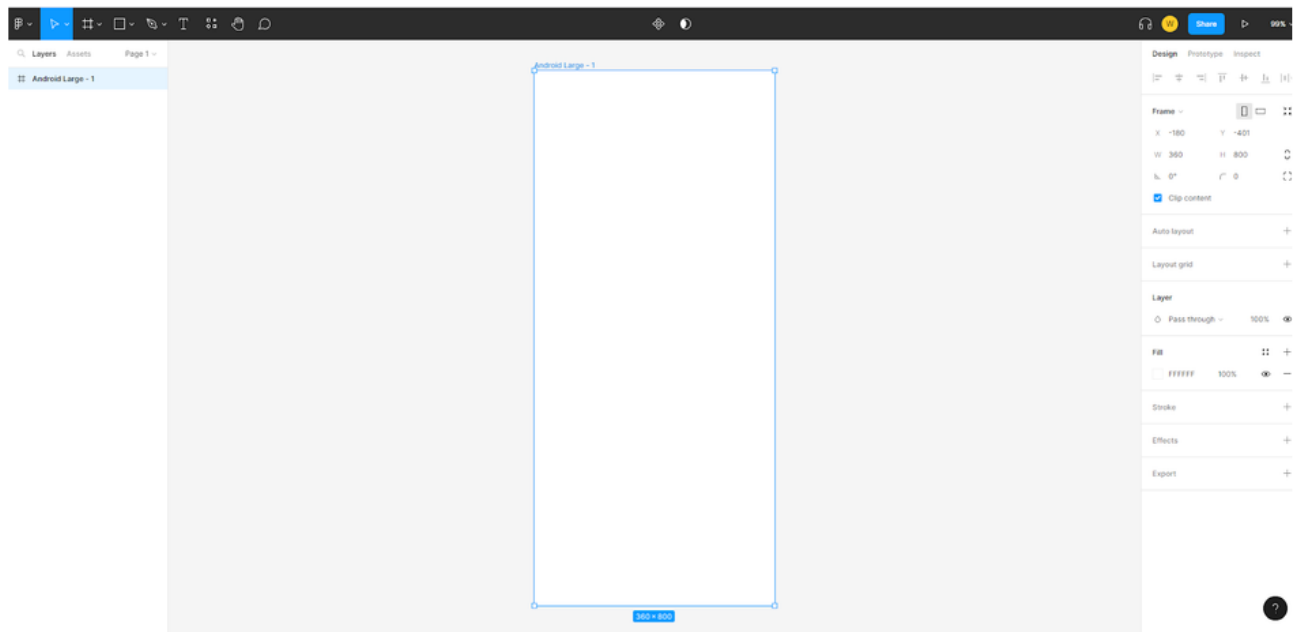 W
Share
99%
Layers Assets Page 1
Android Large - 1
Android Large - 1
360 × 800
Design Prototype Inspect
Frame
X -180 Y -401
W 360 H 800
0° 0
Clip content
Auto layout
Layout grid
Layer
Pass through 100%
Fill
FFFFFF 100%
Stroke
Effects
Export
?